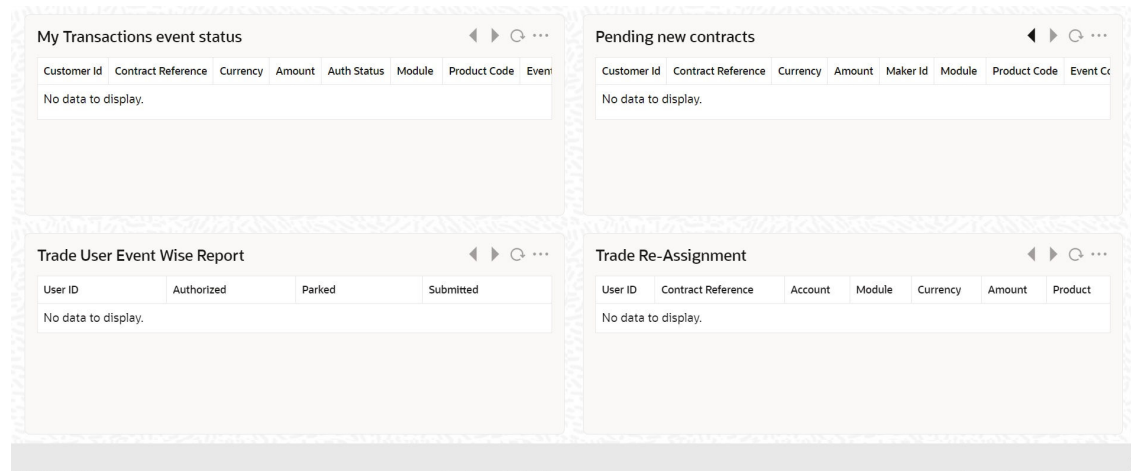 My Transactions event status
Customer Id Contract Reference Currency Amount Auth Status Module Product Code Event
No data to display.
Pending new contracts
Customer Id Contract Reference Currency Amount Maker Id Module Product Code Event Co
No data to display.
Trade User Event Wise Report
User ID Authorized Parked Submitted
No data to display.
Trade Re-Assignment
User ID Contract Reference Account Module Currency Amount Product
No data to display.